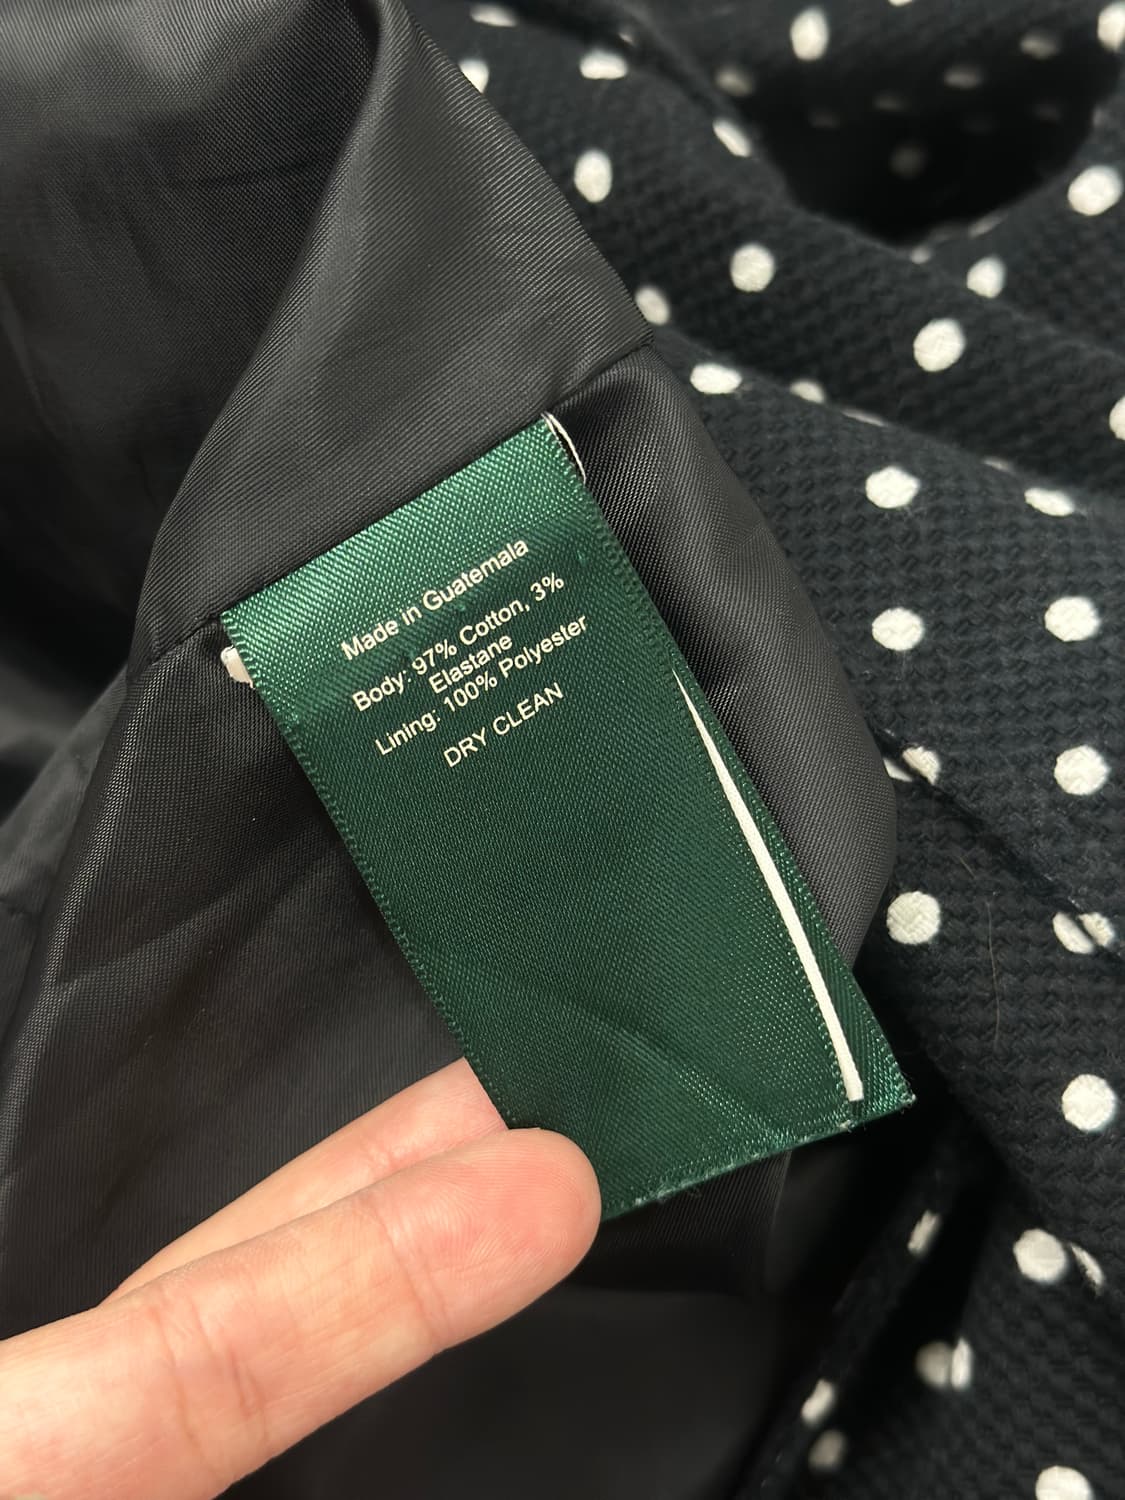 Made in Guatemala
Body: 97% Cotton, 3%
Elastane
Lining: 100% Polyester
DRY CLEAN